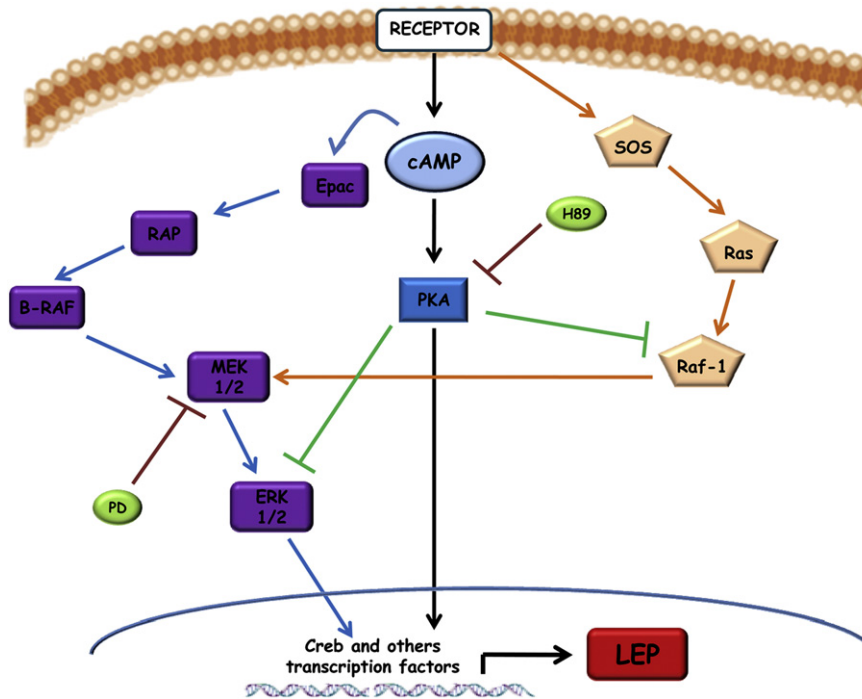 RECEPTOR
SOS
cAMP
Epac
H89
RAP
Ras
B-RAF
PKA
MEK
1/2
Raf-1
PD
ERK
1/2
Creb and others
transcription factors
LEP